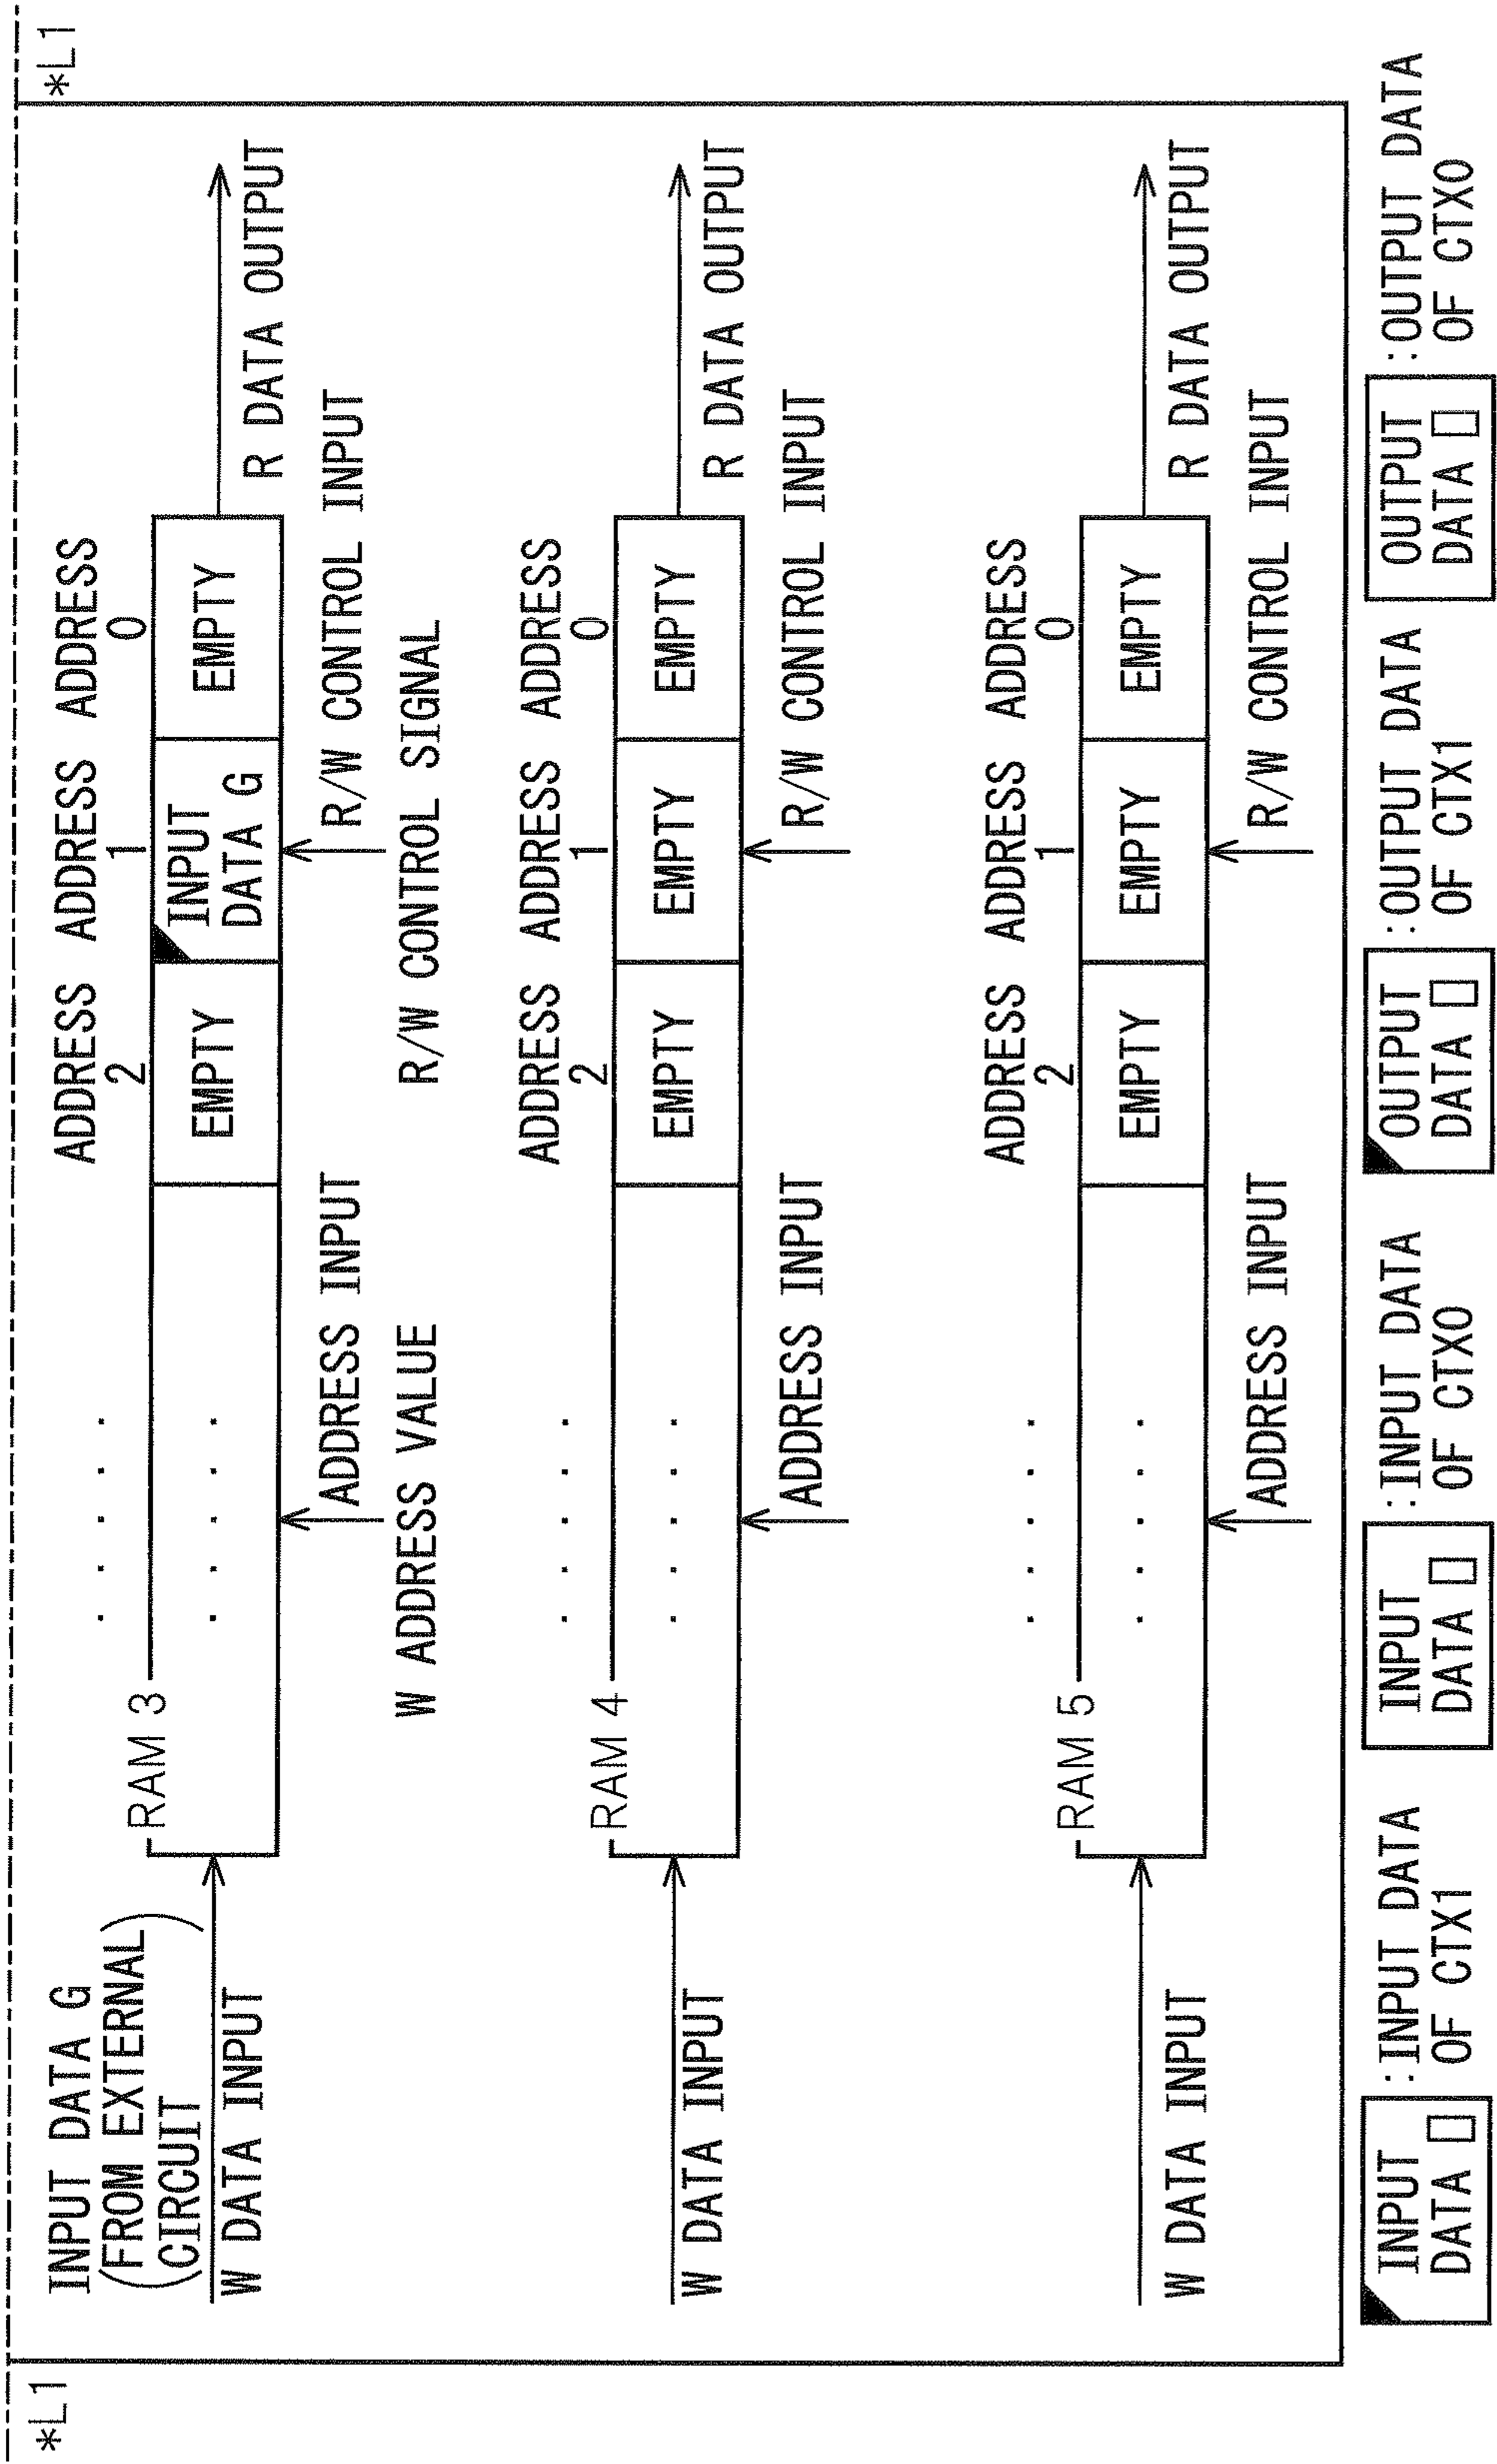 *L1
*L1
INPUT DATA G
(FROM EXTERNAL
CIRCUIT)
W DATA INPUT
RAM 3
ADDRESS 2
ADDRESS 1
ADDRESS 0
. . . . .
. . . . .
EMPTY
INPUT
DATA G
EMPTY
R DATA OUTPUT
ADDRESS INPUT
R/W CONTROL INPUT
W ADDRESS VALUE
R/W CONTROL SIGNAL
W DATA INPUT
RAM 4
ADDRESS 2
ADDRESS 1
ADDRESS 0
. . . . .
. . . . .
EMPTY
EMPTY
EMPTY
R DATA OUTPUT
ADDRESS INPUT
R/W CONTROL INPUT
W DATA INPUT
RAM 5
ADDRESS 2
ADDRESS 1
ADDRESS 0
. . . . .
. . . . .
EMPTY
EMPTY
EMPTY
R DATA OUTPUT
ADDRESS INPUT
R/W CONTROL INPUT
INPUT
DATA □
:INPUT DATA
OF CTX1
INPUT
DATA □
:INPUT DATA
OF CTX0
OUTPUT
DATA □
:OUTPUT DATA
OF CTX1
OUTPUT
DATA □
:OUTPUT DATA
OF CTX0